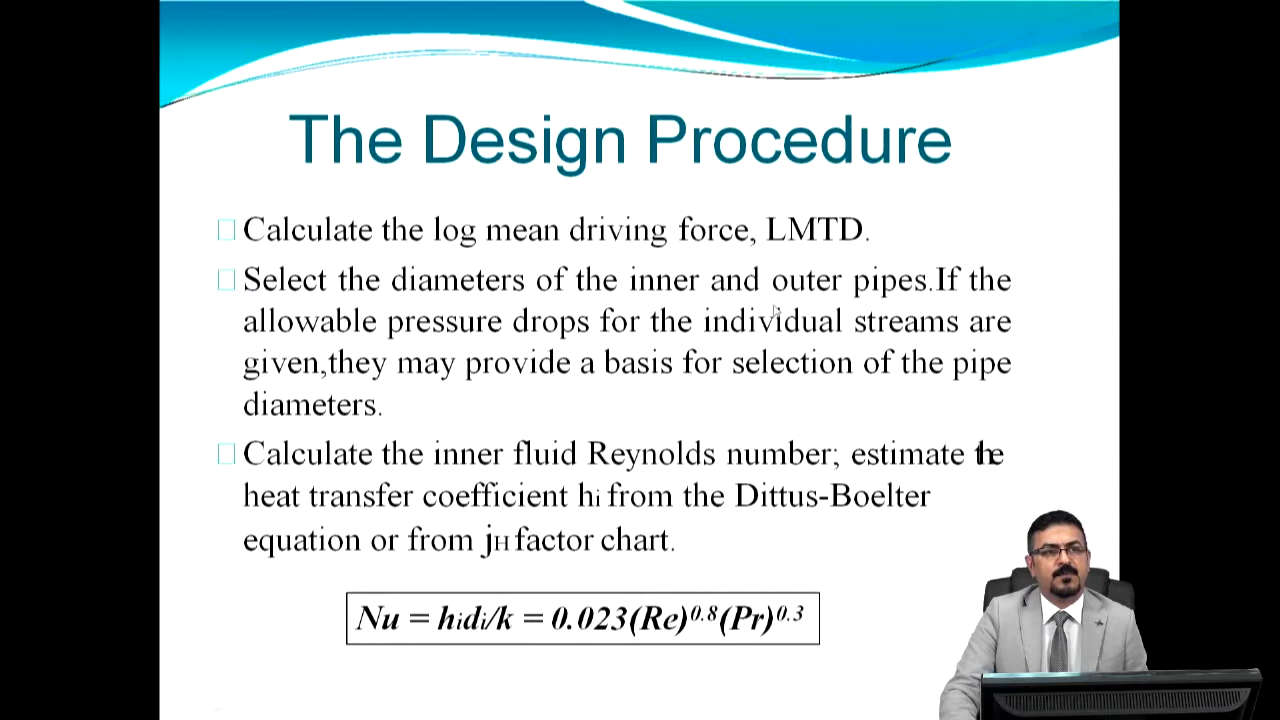 The Design Procedure
Calculate the log mean driving force, LMTD.
Select the diameters of the inner and outer pipes.If the
allowable pressure drops for the individual streams are
given,they may provide a basis for selection of the pipe
diameters.
Calculate the inner fluid Reynolds number; estimate the
heat transfer coefficient hi from the Dittus-Boelter
equation or from jH factor chart.
Nu = hidi/k = 0.023(Re)^0.8(Pr)^0.3